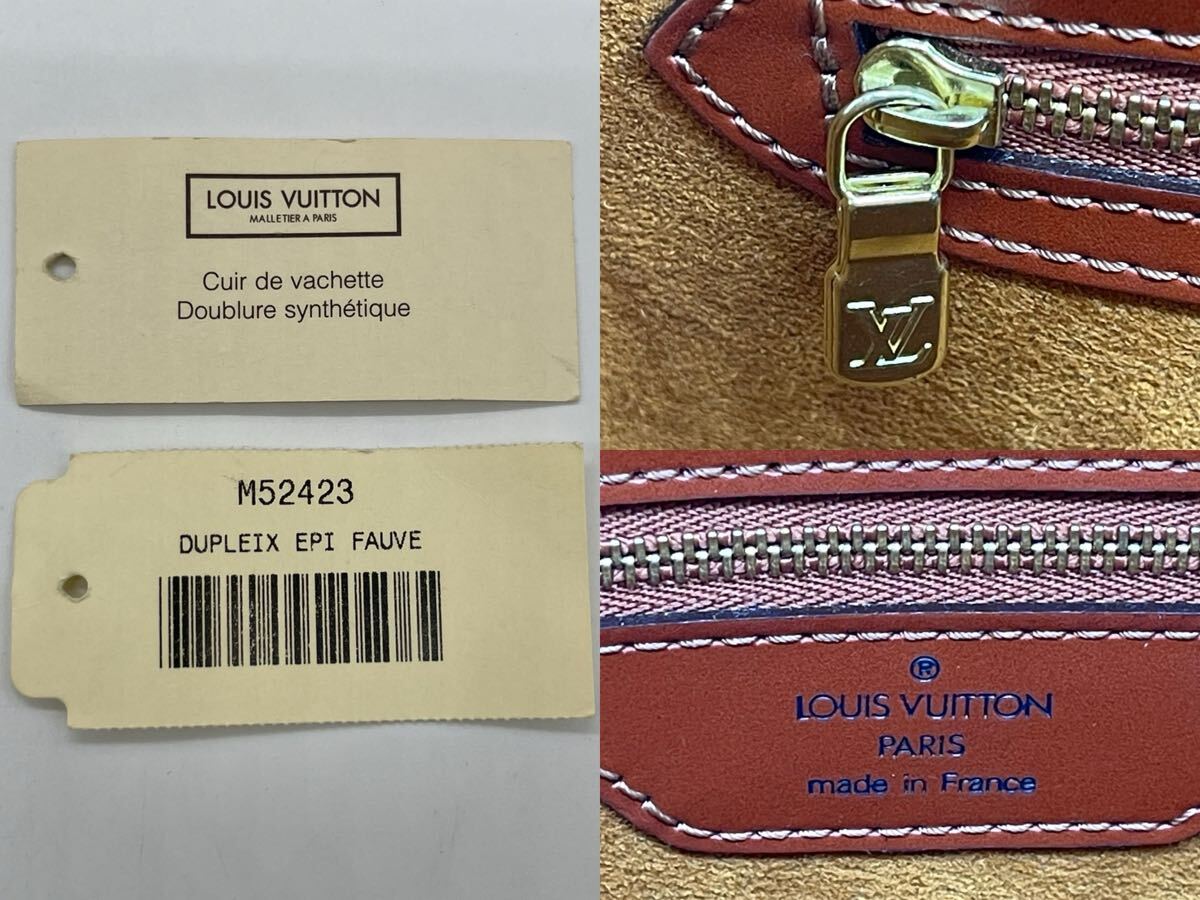 LOUIS VUITTON
MALLETIER A PARIS
Cuir de vachette
Doublure synthétique
M52423
DUPLEIX EPI FAUVE
LV
®
LOUIS VUITTON
PARIS
made in France